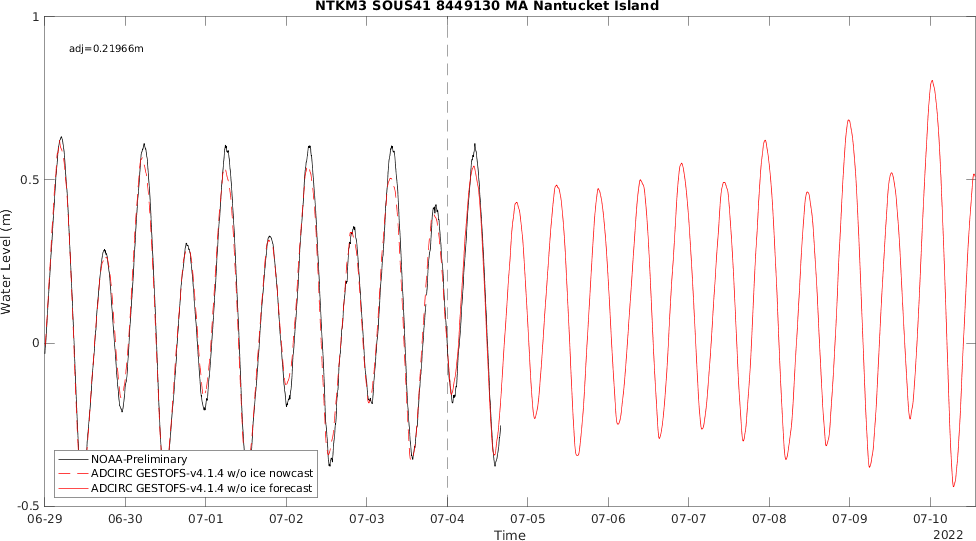 NTKM3 SOUS41 8449130 MA Nantucket Island
1
adj=0.21966m
0.5
Water Level (m)
0
NOAA-Preliminary
ADCIRC GESTOFS-v4.1.4 w/o ice nowcast
ADCIRC GESTOFS-v4.1.4 w/o ice forecast
-0.5
06-29 06-30 07-01 07-02 07-03 07-04 07-05 07-06 07-07 07-08 07-09 07-10
Time
2022